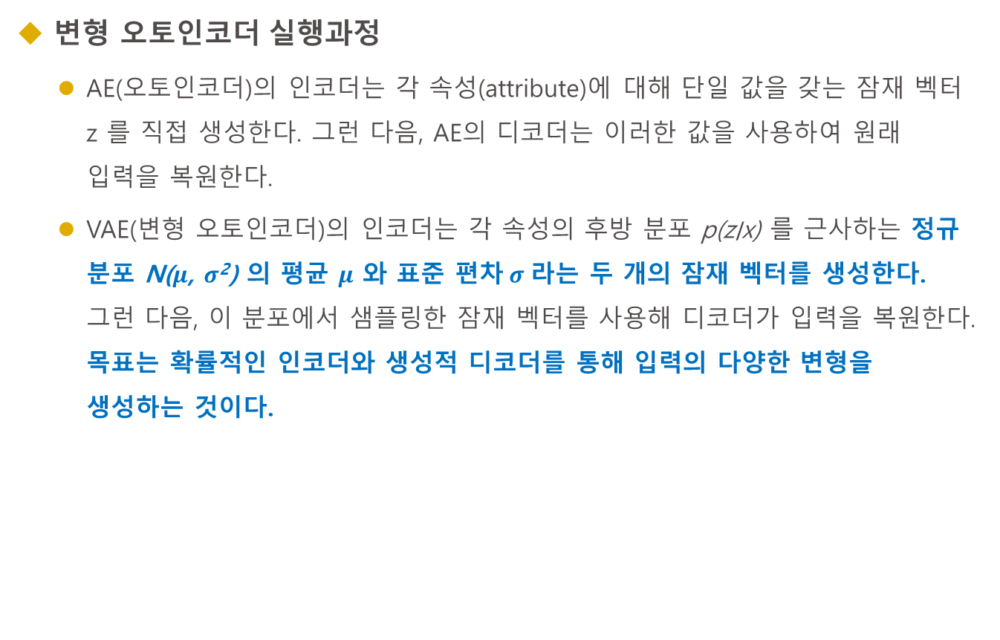 ◆ 변형 오토인코더 실행과정
● AE(오토인코더)의 인코더는 각 속성(attribute)에 대해 단일 값을 갖는 잠재 벡터
z 를 직접 생성한다. 그런 다음, AE의 디코더는 이러한 값을 사용하여 원래
입력을 복원한다.
● VAE(변형 오토인코더)의 인코더는 각 속성의 후방 분포 p(z|x) 를 근사하는 정규
분포 N(μ, σ²) 의 평균 μ 와 표준 편차 σ 라는 두 개의 잠재 벡터를 생성한다.
그런 다음, 이 분포에서 샘플링한 잠재 벡터를 사용해 디코더가 입력을 복원한다.
목표는 확률적인 인코더와 생성적 디코더를 통해 입력의 다양한 변형을
생성하는 것이다.